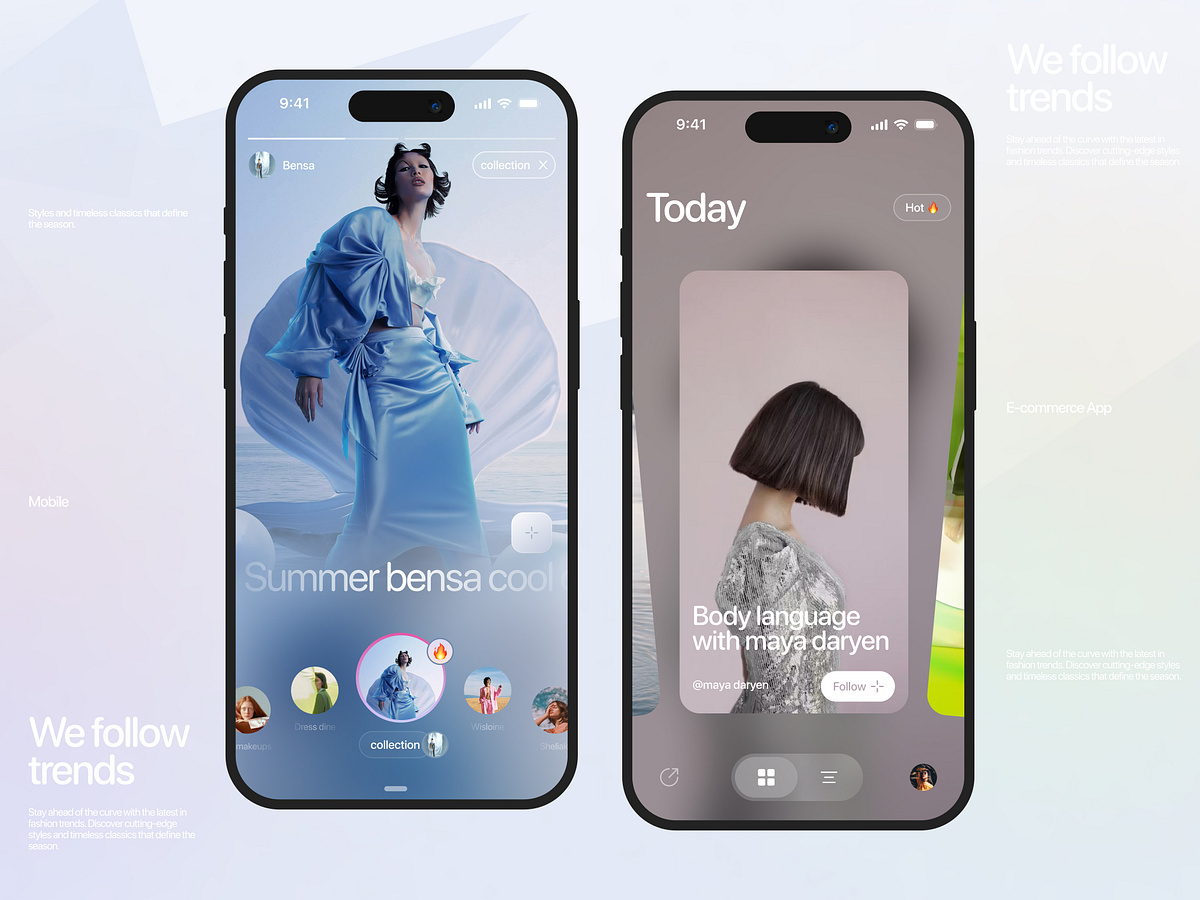 Styles and timeless classics that define
the season.
Mobile
We follow
trends
Stay ahead of the curve with the latest in
fashion trends. Discover cutting-edge
styles and timeless classics that define the
season.
9:41
Bensa
collection
Summer bensa cool
makeups
Dress dine
Wisloine
collection
9:41
Today
Hot
Body language
with maya daryen
@maya daryen
Follow
We follow
trends
Stay ahead of the curve with the latest in
fashion trends. Discover cutting-edge styles
and timeless classics that define the season.
E-commerce App
Stay ahead of the curve with the latest in
fashion trends. Discover cutting-edge styles
and timeless classics that define the season.